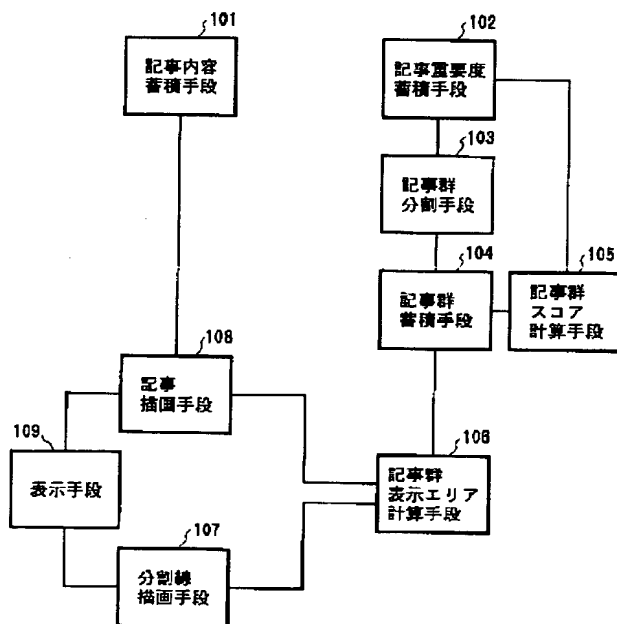 101
記事内容
蓄積手段
102
記事重要度
蓄積手段
103
記事群
分割手段
104
記事群
蓄積手段
105
記事群
スコア
計算手段
108
記事
描画手段
109
表示手段
106
記事群
表示エリア
計算手段
107
分割線
描画手段